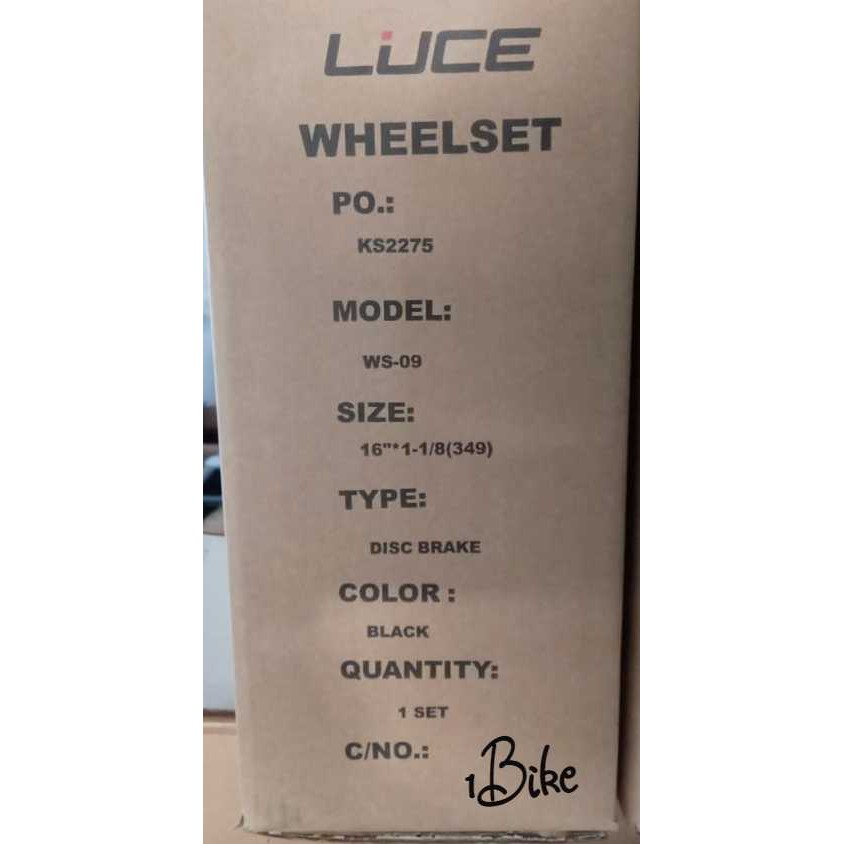 LUCE
WHEELSET
PO.:
KS2275
MODEL:
WS-09
SIZE:
16"*1-1/8(349)
TYPE:
DISC BRAKE
COLOR :
BLACK
QUANTITY:
1 SET
C/NO.:
1Bike